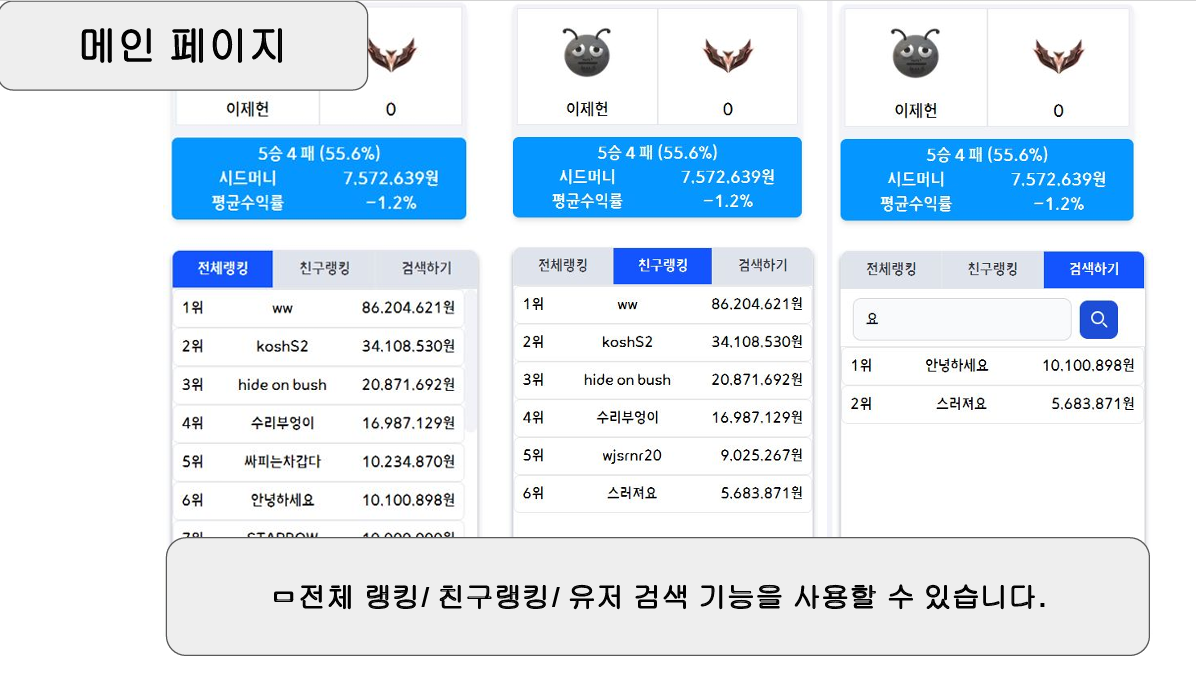 메인 페이지
이제헌 0
5승 4 패 (55.6%)
시드머니 7,572,639원
평균수익률 -1.2%
전체랭킹 친구랭킹 검색하기
1위 ww 86.204.621원
2위 koshS2 34,108.530원
3위 hide on bush 20.871.692원
4위 수리부엉이 16.987.129원
5위 싸피는차갑다 10.234.870원
6위 안녕하세요 10.100.898원
이제헌 0
5승 4 패 (55.6%)
시드머니 7,572,639원
평균수익률 -1.2%
전체랭킹 친구랭킹 검색하기
1위 ww 86.204.621원
2위 koshS2 34,108.530원
3위 hide on bush 20.871.692원
4위 수리부엉이 16.987.129원
5위 wjsrnr20 9.025.267원
6위 스러져요 5.683.871원
이제헌 0
5승 4 패 (55.6%)
시드머니 7,572,639원
평균수익률 -1.2%
전체랭킹 친구랭킹 검색하기
요
1위 안녕하세요 10.100.898원
2위 스러져요 5.683.871원
ㅁ전체 랭킹/ 친구랭킹/ 유저 검색 기능을 사용할 수 있습니다.